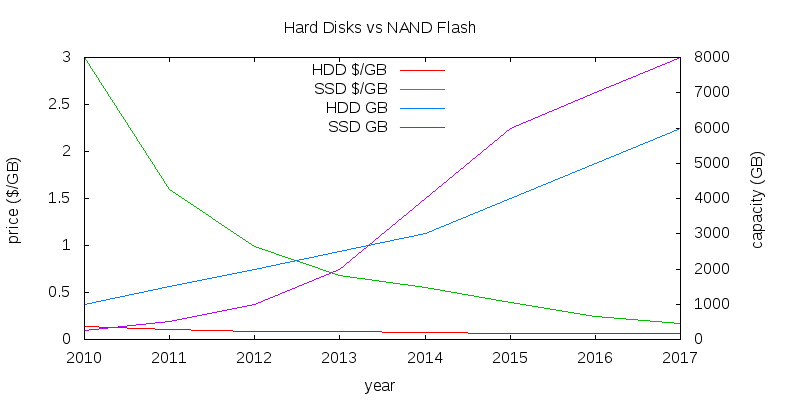 Hard Disks vs NAND Flash
HDD $/GB
SSD $/GB
HDD GB
SSD GB
3
2.5
2
1.5
1
0.5
0
price ($/GB)
8000
7000
6000
5000
4000
3000
2000
1000
0
capacity (GB)
2010 2011 2012 2013 2014 2015 2016 2017
year